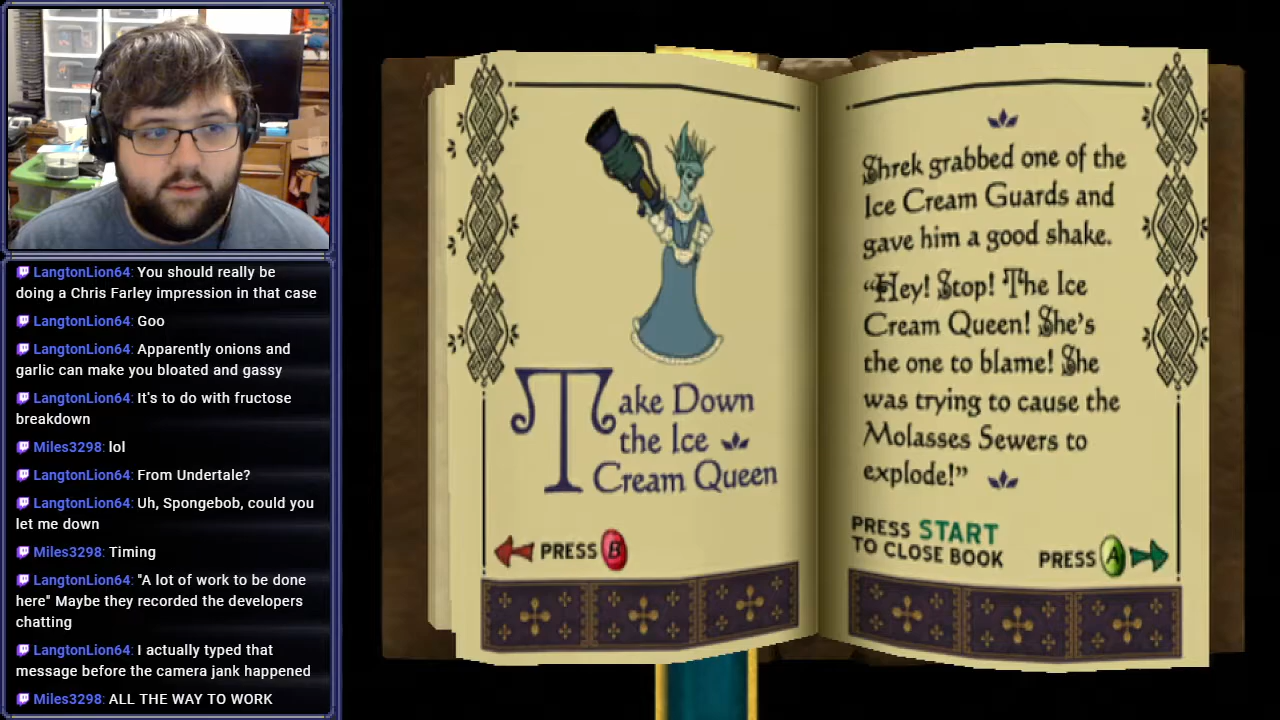 LangtonLion64: You should really be
doing a Chris Farley impression in that case
LangtonLion64: Goo
LangtonLion64: Apparently onions and
garlic can make you bloated and gassy
LangtonLion64: It's to do with fructose
breakdown
Miles3298: lol
LangtonLion64: From Undertale?
LangtonLion64: Uh, Spongebob, could you
let me down
Miles3298: Timing
LangtonLion64: "A lot of work to be done
here" Maybe they recorded the developers
chatting
LangtonLion64: I actually typed that
message before the camera jank happened
Miles3298: ALL THE WAY TO WORK
Take Down
the Ice
Cream Queen
PRESS B
Shrek grabbed one of the
Ice Cream Guards and
gave him a good shake.
“Hey! Stop! The Ice
Cream Queen! She's
the one to blame! She
was trying to cause the
Molasses Sewers to
explode!”
PRESS START
TO CLOSE BOOK
PRESS A